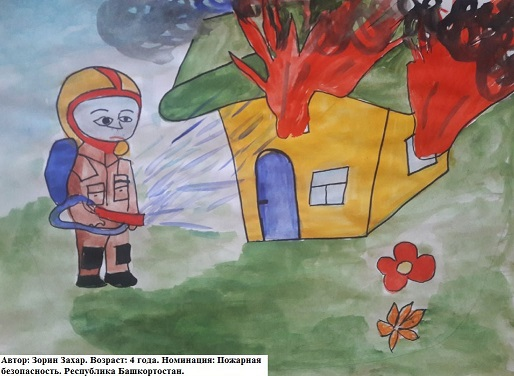 Автор: Зорин Захар. Возраст: 4 года. Номинация: Пожарная
безопасность. Республика Башкортостан.